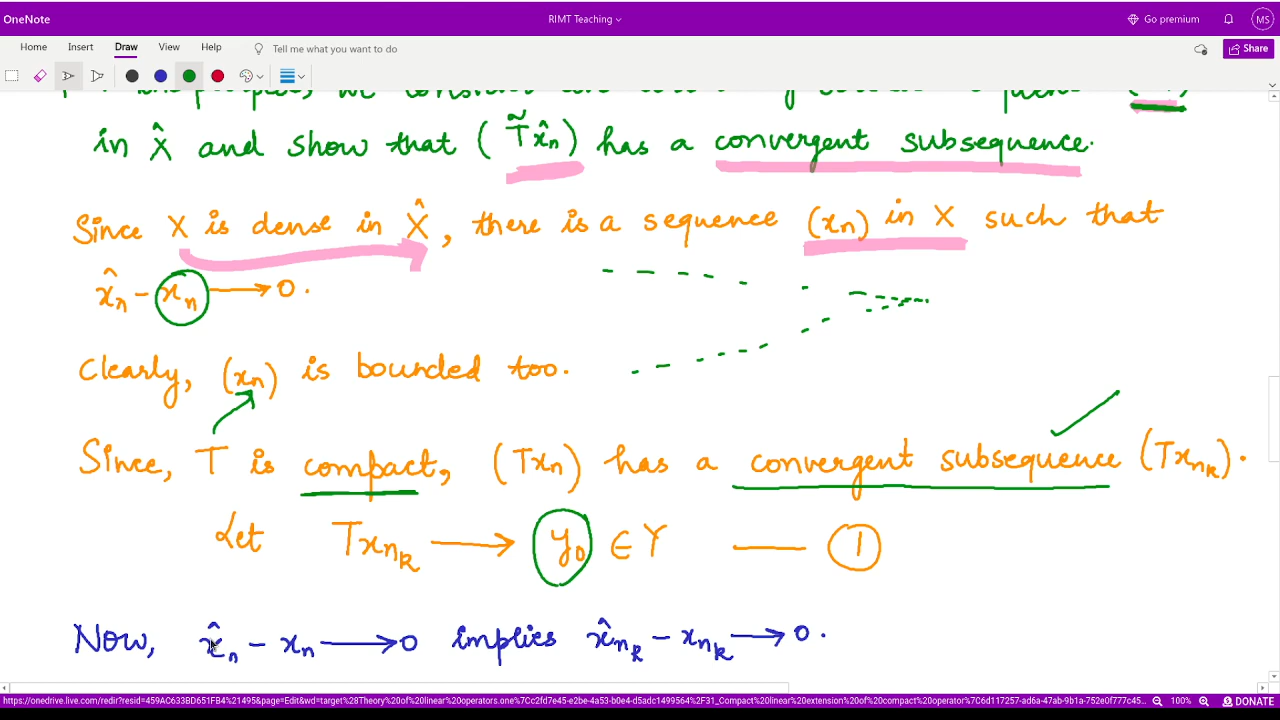 OneNote
RIMT Teaching
Go premium
MS
Home Insert Draw View Help Tell me what you want to do
Share
we construct
in X̂ and show that (T̃x̂ₙ) has a convergent subsequence.
Since X is dense in X̂, there is a sequence (xₙ) in X such that
x̂ₙ - xₙ → 0.
Clearly, (xₙ) is bounded too.
Since, T is compact, (Txₙ) has a convergent subsequence (Txₙₖ).
Let Txₙₖ → y₀ ∈ Y — ①
Now, x̂ₙ - xₙ → 0 implies x̂ₙₖ - xₙₖ → 0.
100%
DONATE